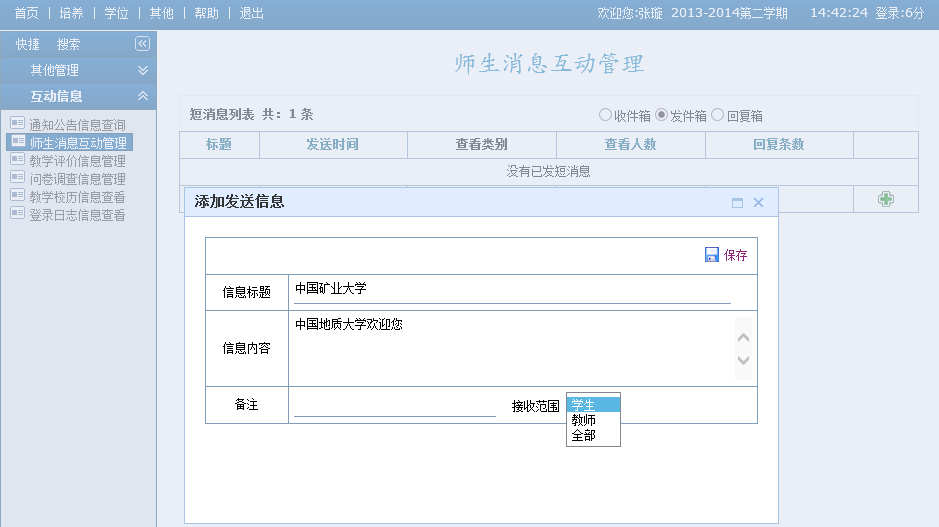 首页 | 培养 | 学位 | 其他 | 帮助 | 退出 欢迎您:张璇 2013-2014第二学期 14:42:24 登录:6分
快捷 搜索
其他管理
互动信息
通知公告信息查询
师生消息互动管理
教学评价信息管理
问卷调查信息管理
教学校历信息查看
登录日志信息查看
师生消息互动管理
短消息列表 共：1 条 收件箱 发件箱 回复箱
标题 发送时间 查看类别 查看人数 回复条数
没有已发短消息
添加发送信息
保存
信息标题 中国矿业大学
信息内容 中国地质大学欢迎您
备注 接收范围 学生
教师
全部